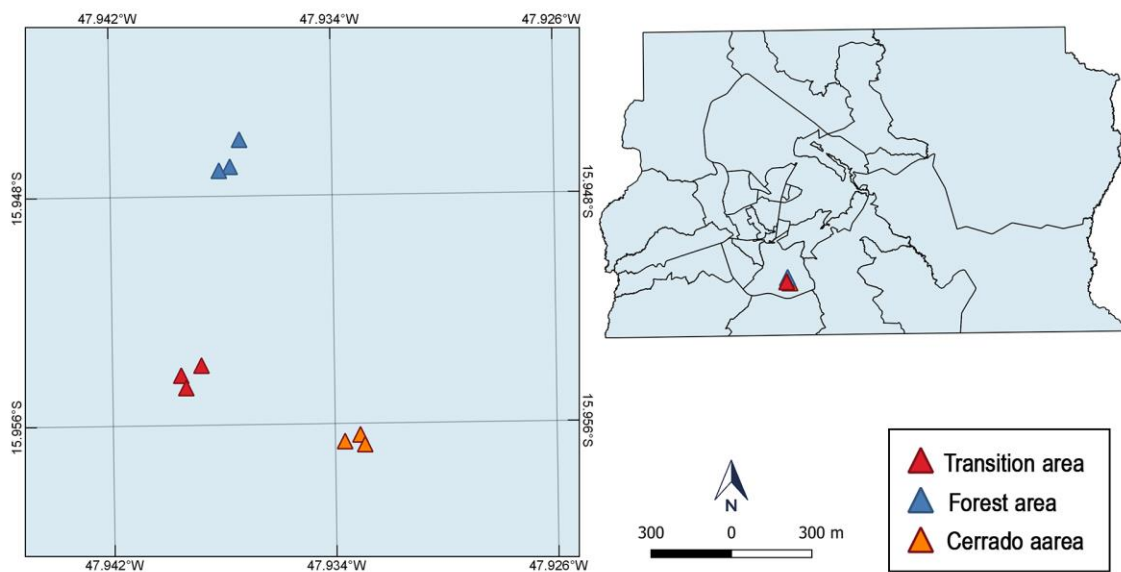 47.942°W 47.934°W 47.926°W
15.948°S 15.948°S
15.956°S 15.956°S
47.942°W 47.934°W 47.926°W
N
300 0 300 m
Transition area
Forest area
Cerrado aarea